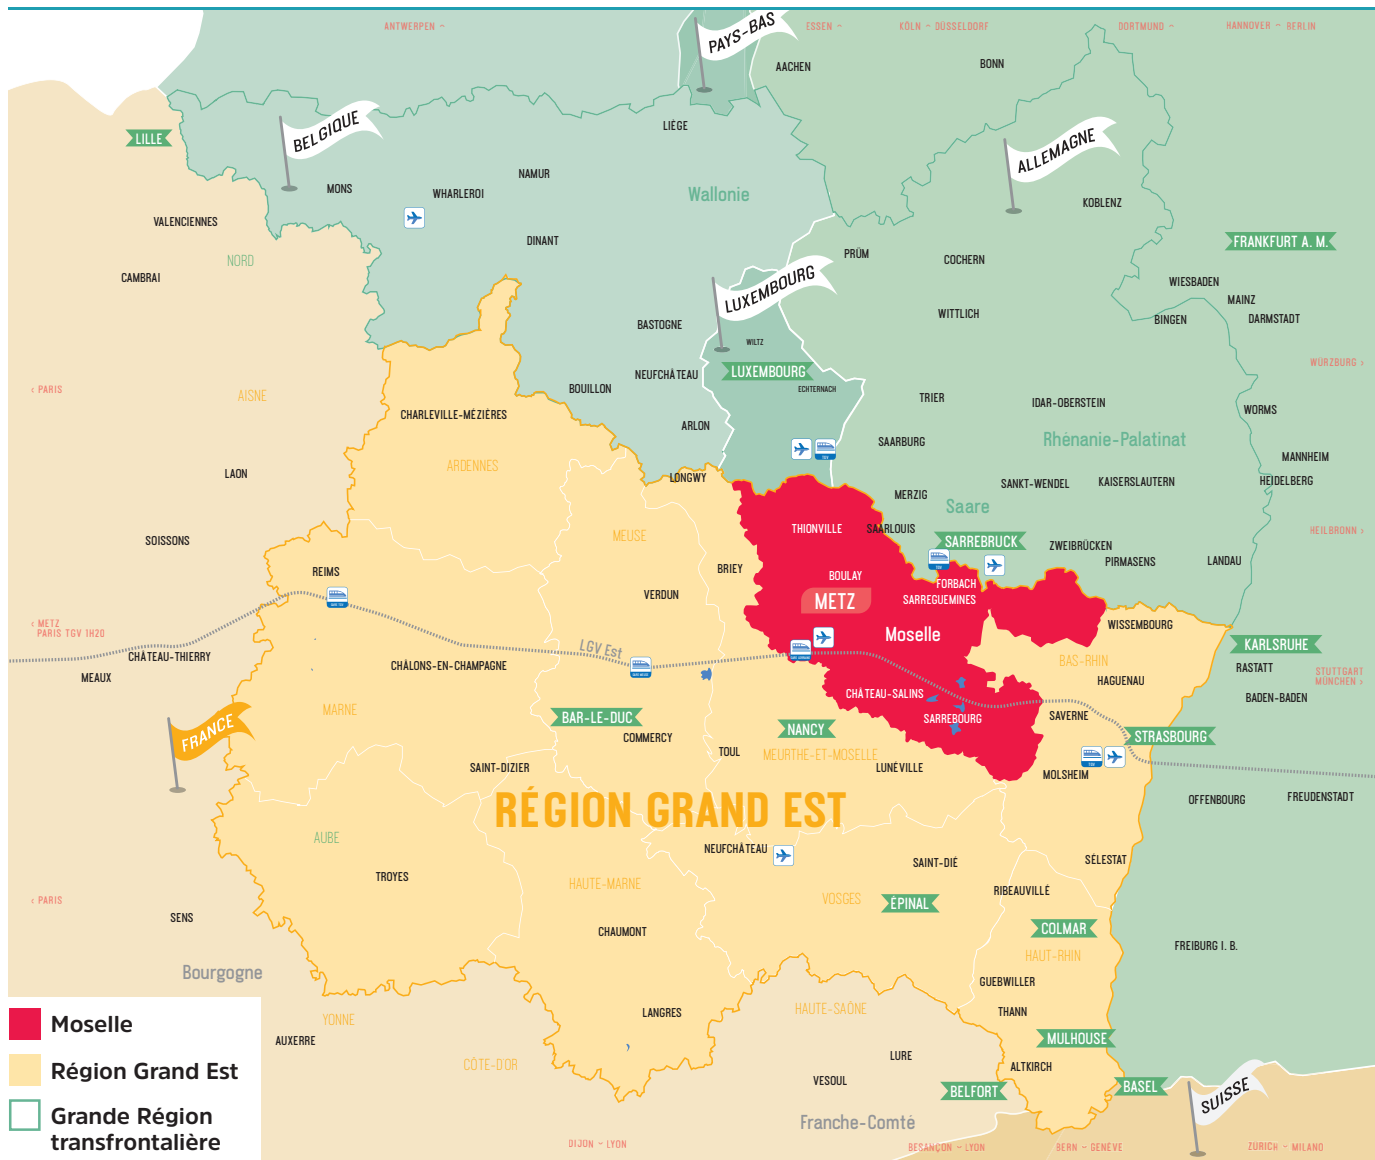 ANTWERPEN –
ESSEN –
KÖLN – DÜSSELDORF
DORTMUND –
HANNOVER – BERLIN
PAYS-BAS
AACHEN
BONN
BELGIQUE
LILLE
LIÈGE
ALLEMAGNE
NAMUR
MONS
WHARLEROI
Wallonie
KOBLENZ
VALENCIENNES
DINANT
FRANKFURT A. M.
NORD
PRÜM
COCHERN
CAMBRAI
LUXEMBOURG
WIESBADEN
MAINZ
WITTLICH
BINGEN
DARMSTADT
BASTOGNE
WILTZ
WÜRZBURG ›
LUXEMBOURG
NEUFCHÂTEAU
‹ PARIS
BOUILLON
ECHTERNACH
AISNE
TRIER
IDAR-OBERSTEIN
WORMS
CHARLEVILLE-MÉZIÈRES
ARLON
SAARBURG
Rhénanie-Palatinat
MANNHEIM
ARDENNES
LAON
LONGWY
SANKT-WENDEL
KAISERSLAUTERN
HEIDELBERG
MERZIG
Saare
THIONVILLE
SAARLOUIS
HEILBRONN ›
MEUSE
SOISSONS
SARREBRUCK
ZWEIBRÜCKEN
PIRMASENS
LANDAU
REIMS
BRIEY
BOULAY
FORBACH
VERDUN
METZ
SARREGUEMINES
‹ METZ
PARIS TGV 1H20
WISSEMBOURG
Moselle
KARLSRUHE
LGV Est
CHÂTEAU-THIERRY
CHÂLONS-EN-CHAMPAGNE
BAS-RHIN
RASTATT
MEAUX
HAGUENAU
STUTTGART
MÜNCHEN ›
CHÂTEAU-SALINS
BADEN-BADEN
MARNE
BAR-LE-DUC
SARREBOURG
SAVERNE
FRANCE
COMMERCY
NANCY
STRASBOURG
TOUL
MEURTHE-ET-MOSELLE
SAINT-DIZIER
LUNÉVILLE
MOLSHEIM
OFFENBOURG
FREUDENSTADT
RÉGION GRAND EST
AUBE
NEUFCHÂTEAU
SAINT-DIÉ
SÉLESTAT
TROYES
HAUTE-MARNE
RIBEAUVILLÉ
VOSGES
ÉPINAL
‹ PARIS
SENS
CHAUMONT
COLMAR
FREIBURG I. B.
HAUT-RHIN
Bourgogne
GUEBWILLER
HAUTE-SAÔNE
LANGRES
THANN
YONNE
AUXERRE
MULHOUSE
LURE
CÔTE-D'OR
ALTKIRCH
VESOUL
BELFORT
BASEL
SUISSE
Franche-Comté
DIJON – LYON
BESANÇON – LYON
BERN – GENÈVE
ZÜRICH – MILANO
Moselle
Région Grand Est
Grande Région
transfrontalière